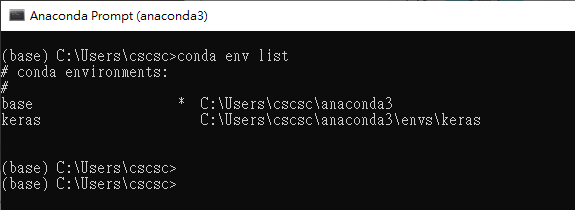 Anaconda Prompt (anaconda3)
(base) C:\Users\cscsc>conda env list
# conda environments:
#
base                  *  C:\Users\cscsc\anaconda3
keras                    C:\Users\cscsc\anaconda3\envs\keras
(base) C:\Users\cscsc>
(base) C:\Users\cscsc>